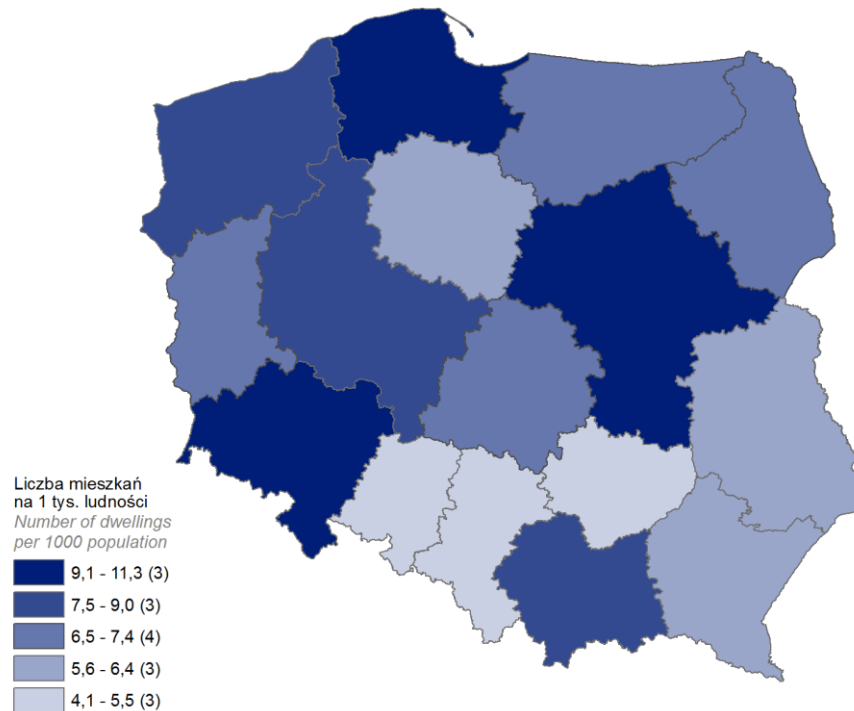 Liczba mieszkań
na 1 tys. ludności
Number of dwellings
per 1000 population
9,1 - 11,3 (3)
7,5 - 9,0 (3)
6,5 - 7,4 (4)
5,6 - 6,4 (3)
4,1 - 5,5 (3)